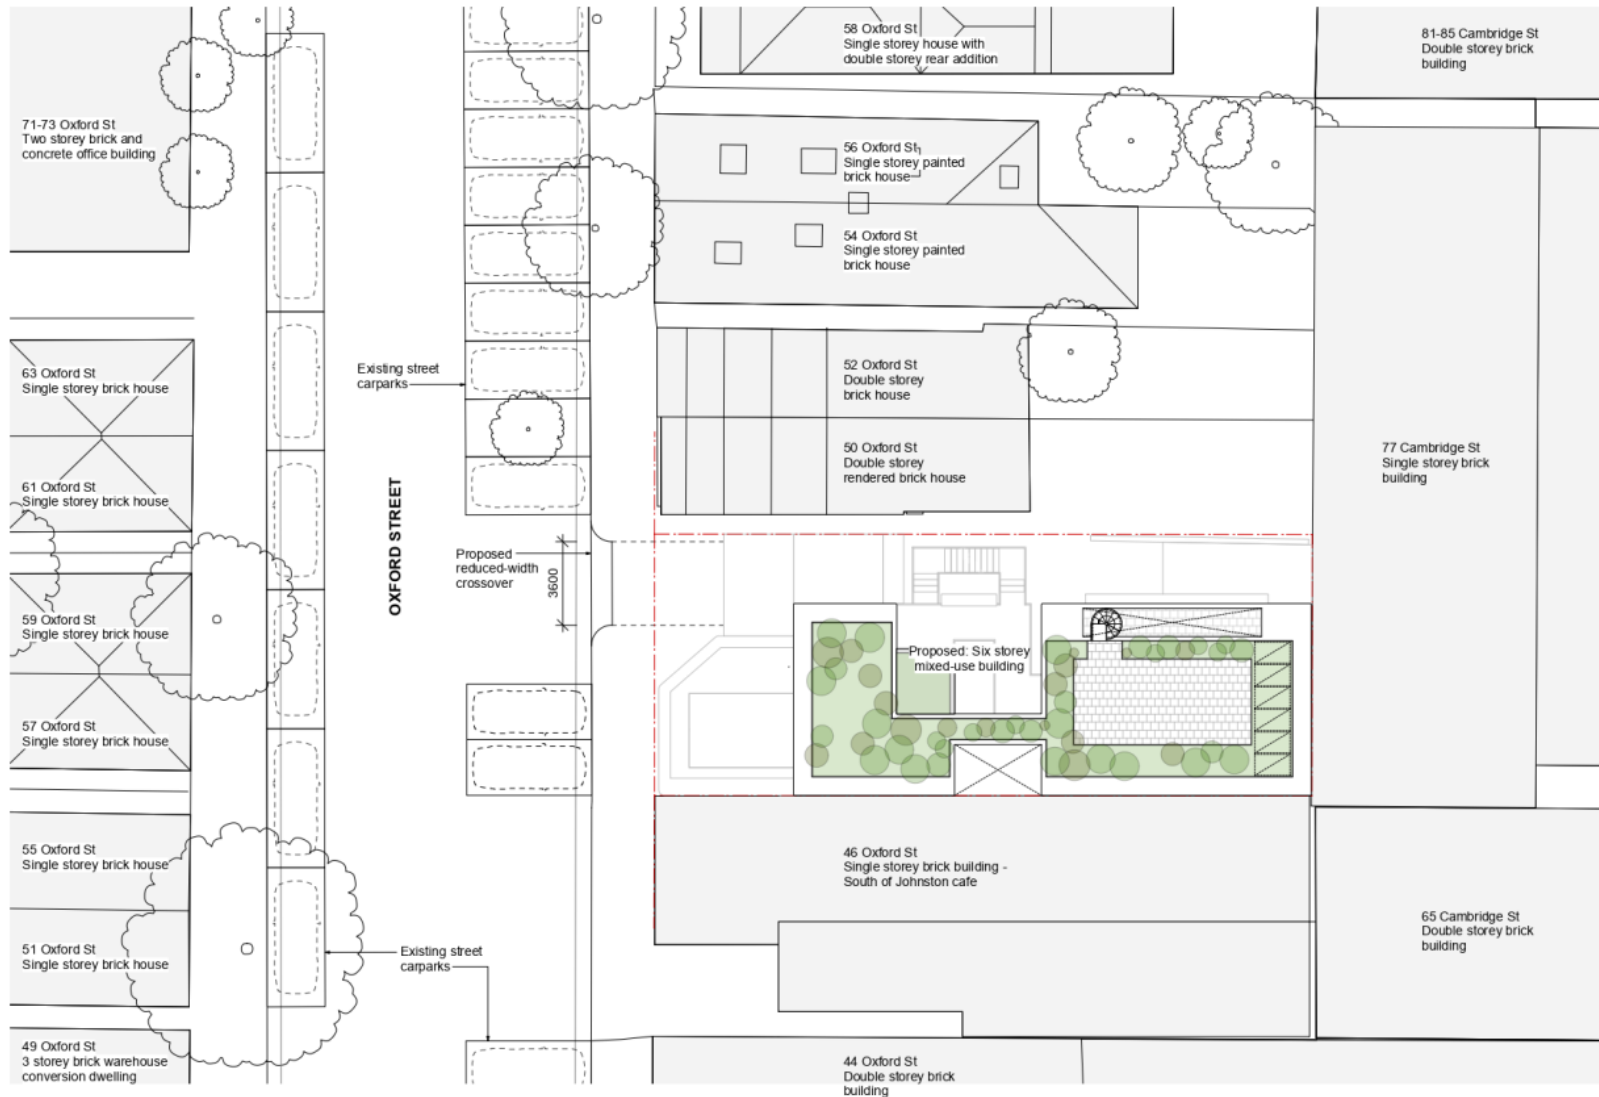 58 Oxford St
Single storey house with
double storey rear addition
81-85 Cambridge St
Double storey brick
building
71-73 Oxford St
Two storey brick and
concrete office building
56 Oxford St
Single storey painted
brick house
54 Oxford St
Single storey painted
brick house
63 Oxford St
Single storey brick house
Existing street
carparks
52 Oxford St
Double storey
brick house
50 Oxford St
Double storey
rendered brick house
77 Cambridge St
Single storey brick
building
61 Oxford St
Single storey brick house
OXFORD STREET
Proposed
reduced-width
crossover
3600
59 Oxford St
Single storey brick house
Proposed: Six storey
mixed-use building
57 Oxford St
Single storey brick house
55 Oxford St
Single storey brick house
46 Oxford St
Single storey brick building -
South of Johnston cafe
65 Cambridge St
Double storey brick
building
51 Oxford St
Single storey brick house
Existing street
carparks
49 Oxford St
3 storey brick warehouse
conversion dwelling
44 Oxford St
Double storey brick
building